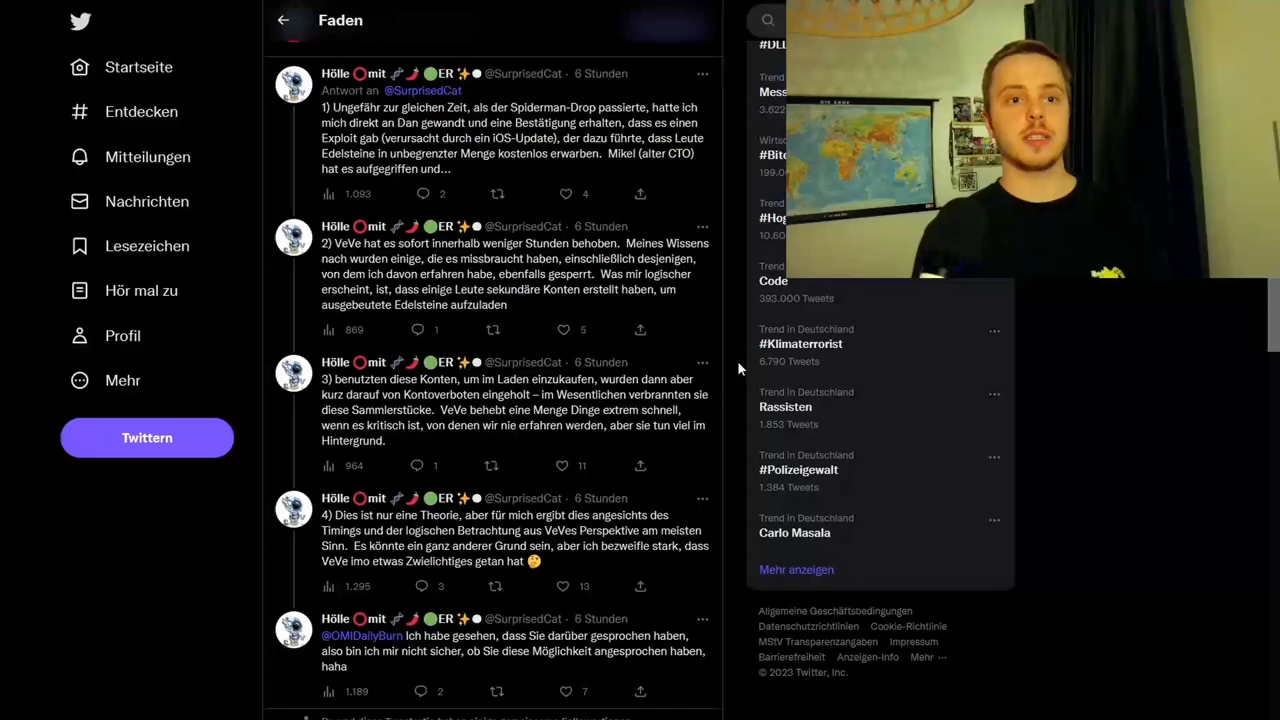 Faden
Startseite
Entdecken
Mitteilungen
Nachrichten
Lesezeichen
Hör mal zu
Profil
Mehr
Twittern
Hölle mit ER @SurprisedCat · 6 Stunden
Antwort an @SurprisedCat
1) Ungefähr zur gleichen Zeit, als der Spiderman-Drop passierte, hatte ich
mich direkt an Dan gewandt und eine Bestätigung erhalten, dass es einen
Exploit gab (verursacht durch ein iOS-Update), der dazu führte, dass Leute
Edelsteine in unbegrenzter Menge kostenlos erwarben. Mikel (alter CTO)
hat es aufgegriffen und...
1.093 2 4
Hölle mit ER @SurprisedCat · 6 Stunden
2) VeVe hat es sofort innerhalb weniger Stunden behoben. Meines Wissens
nach wurden einige, die es missbraucht haben, einschließlich desjenigen,
von dem ich davon erfahren habe, ebenfalls gesperrt. Was mir logischer
erscheint, ist, dass einige Leute sekundäre Konten erstellt haben, um
ausgebeutete Edelsteine aufzuladen
869 1 5
Hölle mit ER @SurprisedCat · 6 Stunden
3) benutzten diese Konten, um im Laden einzukaufen, wurden dann aber
kurz darauf von Kontoverboten eingeholt – im Wesentlichen verbrannten sie
diese Sammlerstücke. VeVe behebt eine Menge Dinge extrem schnell,
wenn es kritisch ist, von denen wir nie erfahren werden, aber sie tun viel im
Hintergrund.
964 1 11
Hölle mit ER @SurprisedCat · 6 Stunden
4) Dies ist nur eine Theorie, aber für mich ergibt dies angesichts des
Timings und der logischen Betrachtung aus VeVes Perspektive am meisten
Sinn. Es könnte ein ganz anderer Grund sein, aber ich bezweifle stark, dass
VeVe imo etwas Zwielichtiges getan hat 🤔
1.295 3 13
Hölle mit ER @SurprisedCat · 6 Stunden
@OMIDailyBurn Ich habe gesehen, dass Sie darüber gesprochen haben,
also bin ich mir nicht sicher, ob Sie diese Möglichkeit angesprochen haben,
haha
1.189 2 7
#DLL
Trend
Mess
3.622
Wirts
#Bitc
199.0
Trend
#Hog
10.60
Trend
Code
393.000 Tweets
Trend in Deutschland
#Klimaterrorist
6.790 Tweets
Trend in Deutschland
Rassisten
1.853 Tweets
Trend in Deutschland
#Polizeigewalt
1.384 Tweets
Trend in Deutschland
Carlo Masala
Mehr anzeigen
Allgemeine Geschäftsbedingungen
Datenschutzrichtlinien Cookie-Richtlinie
MStV Transparenzangaben Impressum
Barrierefreiheit Anzeigen-Info Mehr ···
© 2023 Twitter, Inc.
DIE ERDE